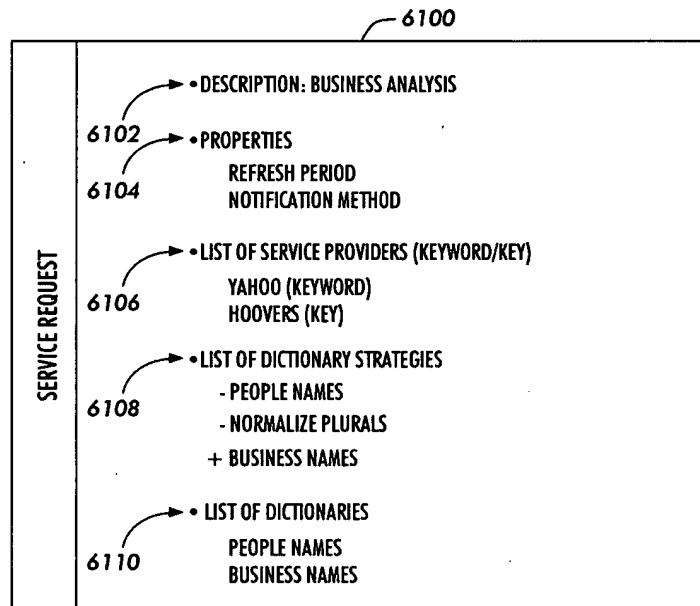 6100
SERVICE REQUEST
6102
• DESCRIPTION: BUSINESS ANALYSIS
6104
• PROPERTIES
REFRESH PERIOD
NOTIFICATION METHOD
6106
• LIST OF SERVICE PROVIDERS (KEYWORD/KEY)
YAHOO (KEYWORD)
HOOVERS (KEY)
6108
• LIST OF DICTIONARY STRATEGIES
- PEOPLE NAMES
- NORMALIZE PLURALS
+ BUSINESS NAMES
6110
• LIST OF DICTIONARIES
PEOPLE NAMES
BUSINESS NAMES